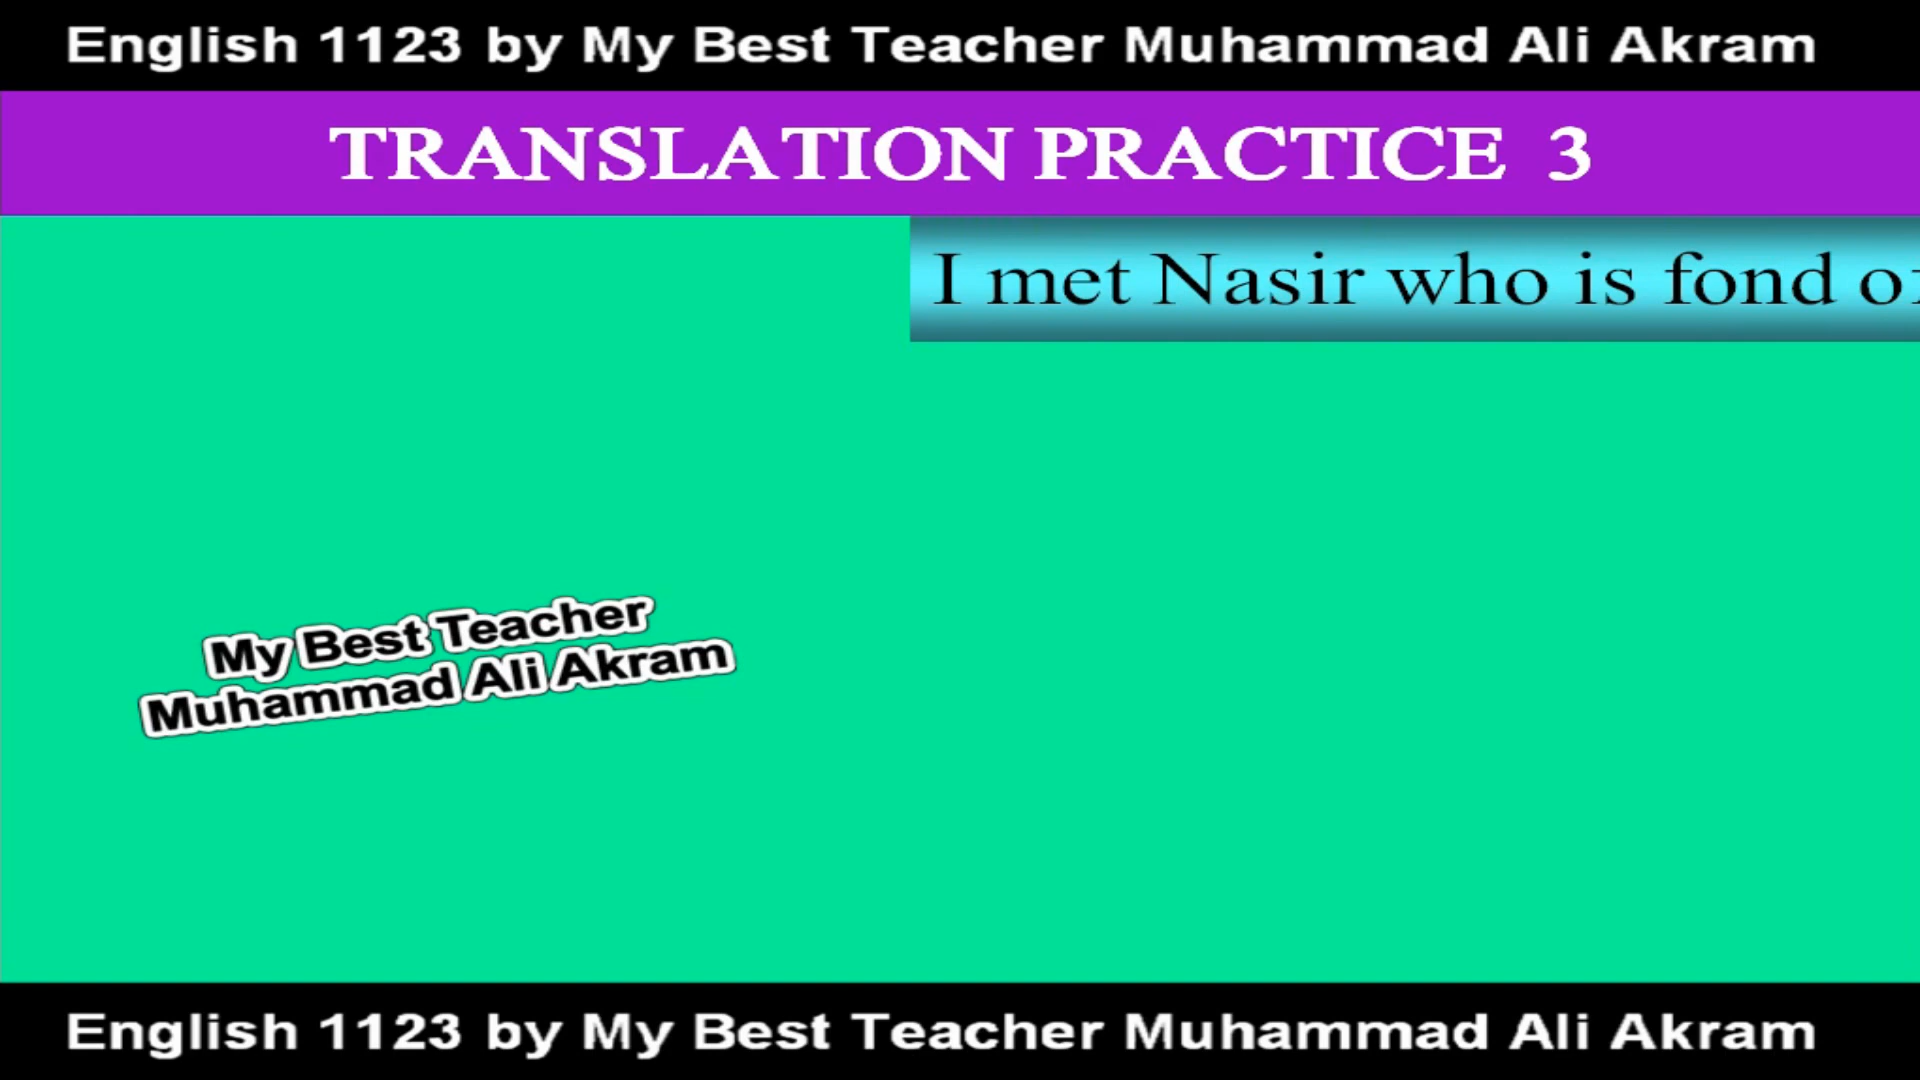 English 1123 by My Best Teacher Muhammad Ali Akram
TRANSLATION PRACTICE 3
I met Nasir who is fond
My Best Teacher
Muhammad Ali Akram
English 1123 by My Best Teacher Muhammad Ali Akram